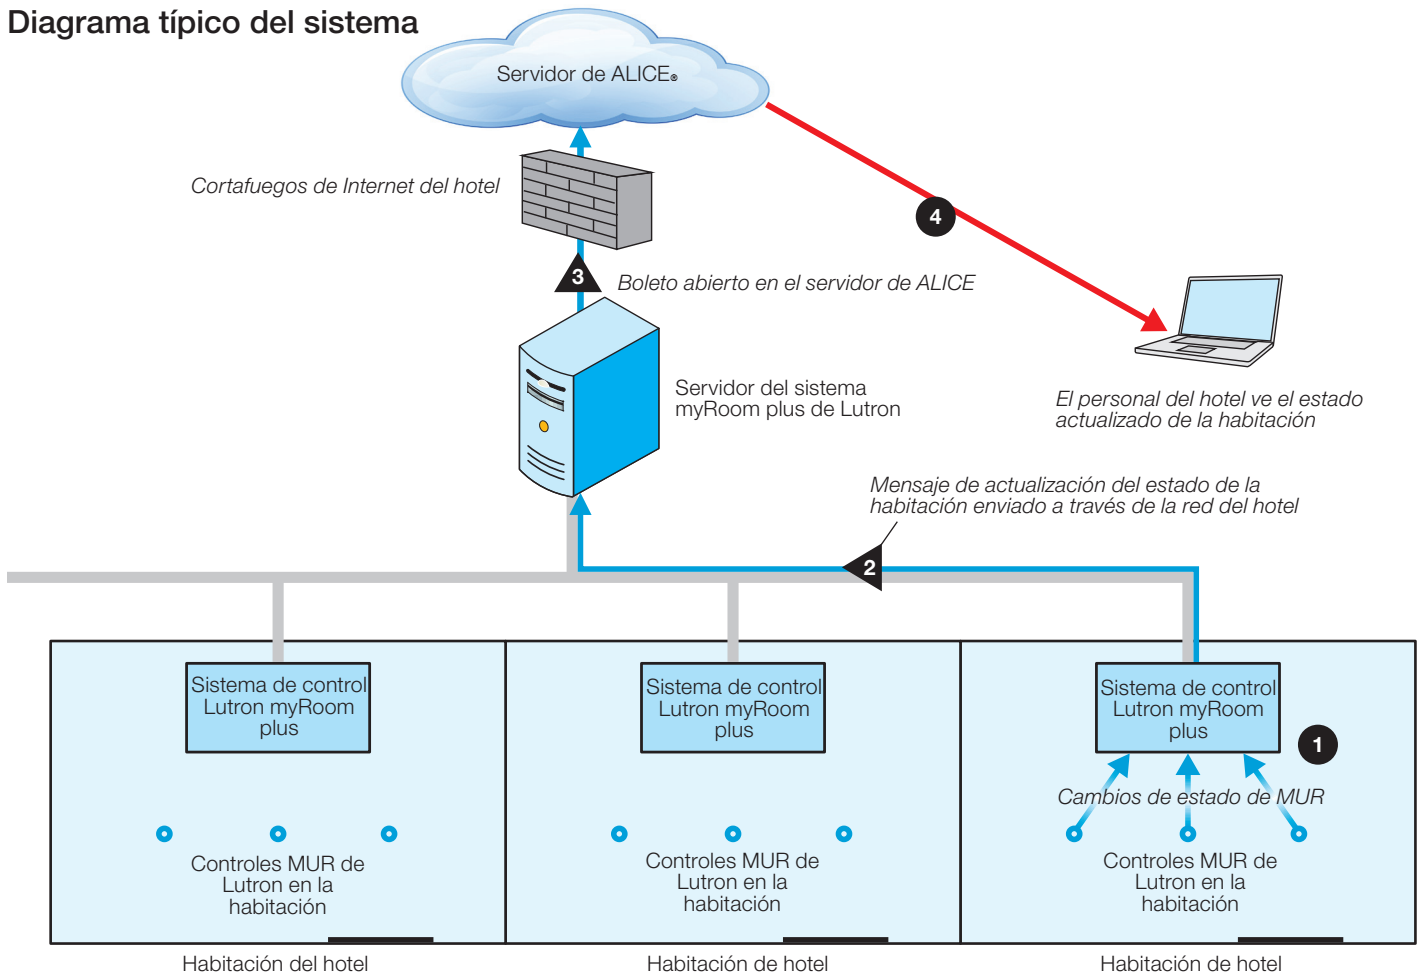 Diagrama típico del sistema
Servidor de ALICE®
Cortafuegos de Internet del hotel
4
3
Boleto abierto en el servidor de ALICE
Servidor del sistema
myRoom plus de Lutron
El personal del hotel ve el estado
actualizado de la habitación
Mensaje de actualización del estado de la
habitación enviado a través de la red del hotel
2
Sistema de control
Lutron myRoom
plus
Sistema de control
Lutron myRoom
plus
Sistema de control
Lutron myRoom
plus
1
Cambios de estado de MUR
Controles MUR de
Lutron en la
habitación
Controles MUR de
Lutron en la
habitación
Controles MUR de
Lutron en la
habitación
Habitación del hotel
Habitación de hotel
Habitación de hotel